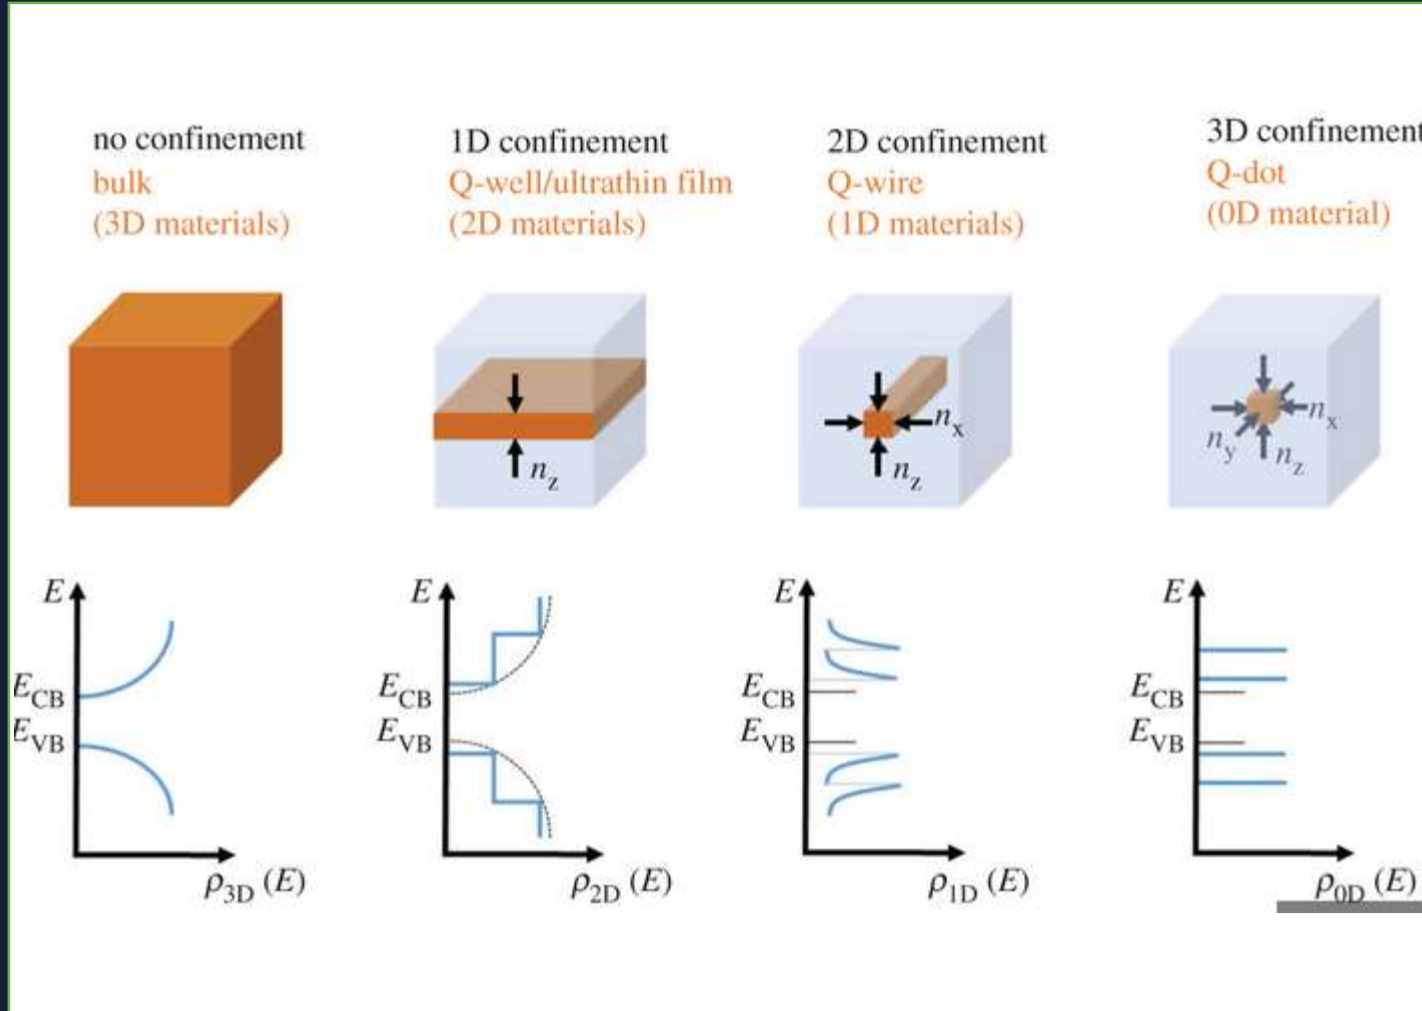 no confinement
bulk
(3D materials)
1D confinement
Q-well/ultrathin film
(2D materials)
2D confinement
Q-wire
(1D materials)
3D confinement
Q-dot
(0D material)
n_z
n_x
n_z
n_x
n_y
n_z
E
E_CB
E_VB
ρ_3D (E)
E
E_CB
E_VB
ρ_2D (E)
E
E_CB
E_VB
ρ_1D (E)
E
E_CB
E_VB
ρ_0D (E)